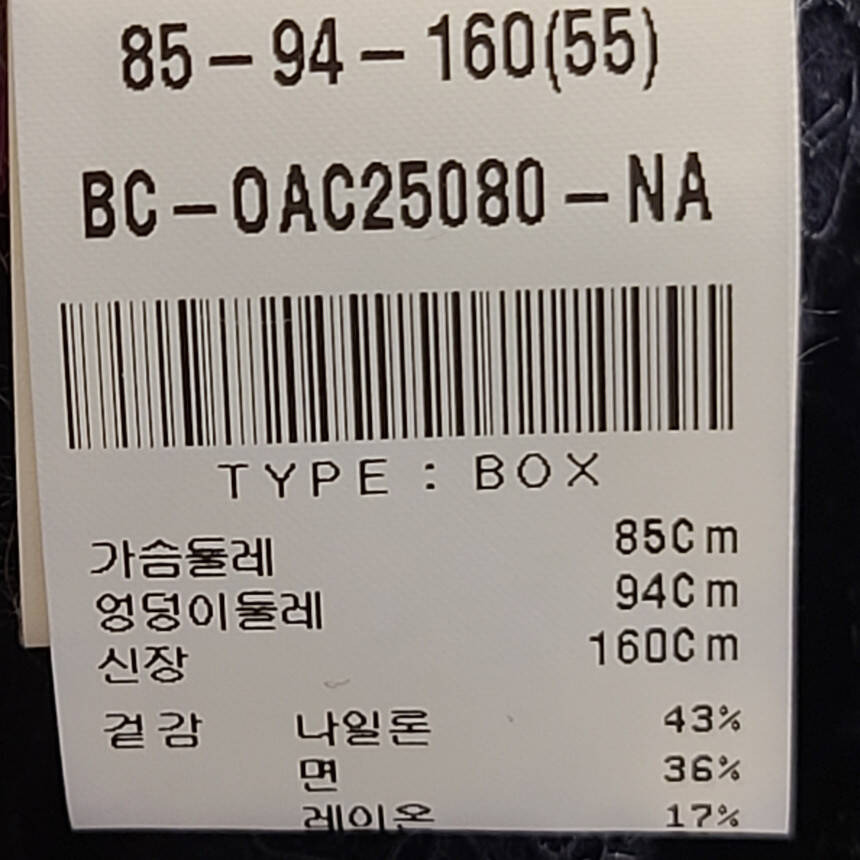 85-94-160(55)
BC-OAC25080-NA
TYPE : BOX
가슴둘레 85Cm
엉덩이둘레 94Cm
신장 160Cm
겉감 나일론 43%
면 36%
레이온 17%